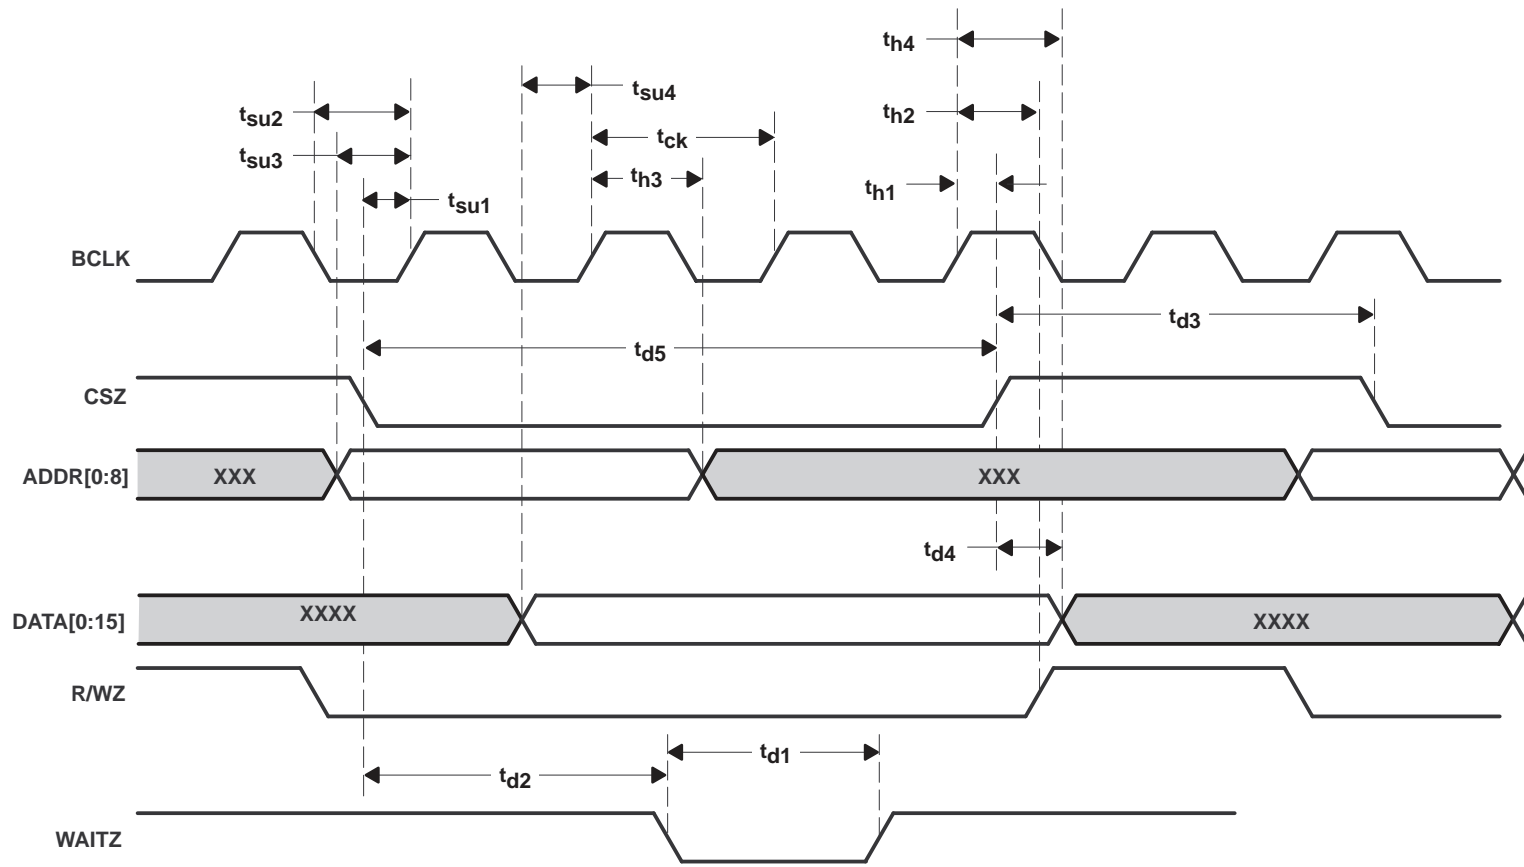 th4
tsu4
tsu2
th2
tck
tsu3
th3
th1
tsu1
BCLK
td3
td5
CSZ
ADDR[0:8]
XXX
XXX
td4
DATA[0:15]
XXXX
XXXX
R/WZ
td1
td2
WAITZ